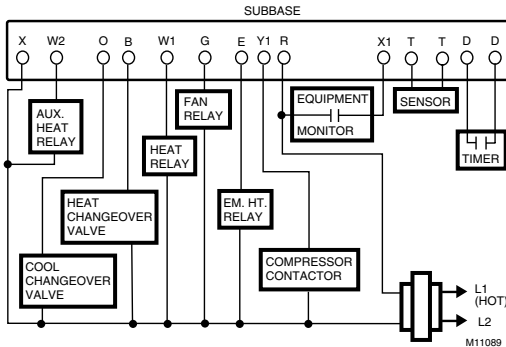 SUBBASE
X W2 O B W1 G E Y1 R X1 T T D D
AUX.
HEAT
RELAY
FAN
RELAY
EQUIPMENT
MONITOR
SENSOR
TIMER
HEAT
RELAY
HEAT
CHANGEOVER
VALVE
EM. HT.
RELAY
COOL
CHANGEOVER
VALVE
COMPRESSOR
CONTACTOR
L1
(HOT)
L2
M11089